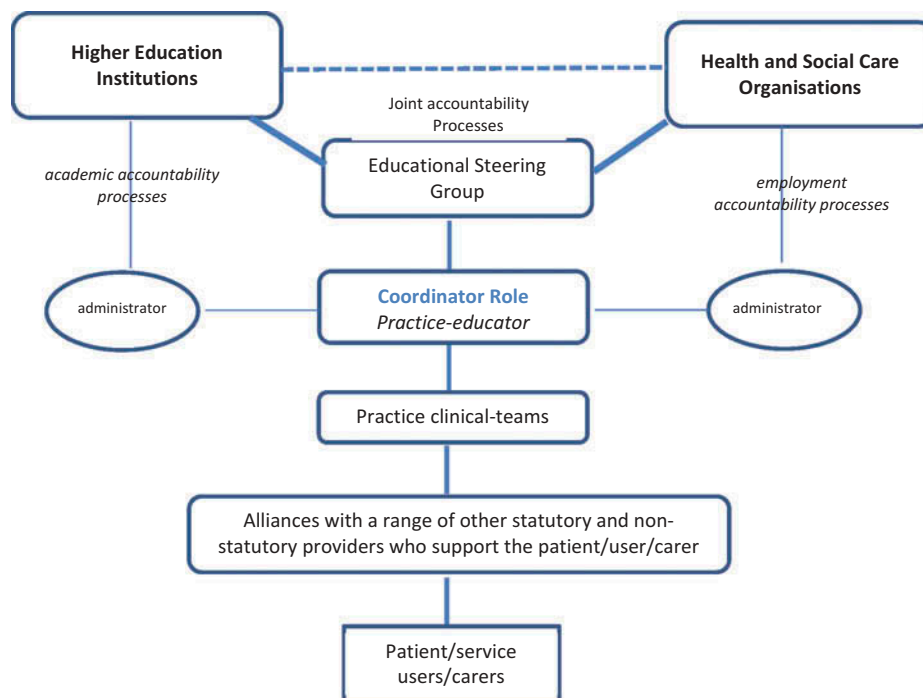 Higher Education
Institutions
Health and Social Care
Organisations
Joint accountability
Processes
Educational Steering
Group
academic accountability
processes
employment
accountability processes
administrator
Coordinator Role
Practice-educator
administrator
Practice clinical-teams
Alliances with a range of other statutory and non-
statutory providers who support the patient/user/carer
Patient/service
users/carers